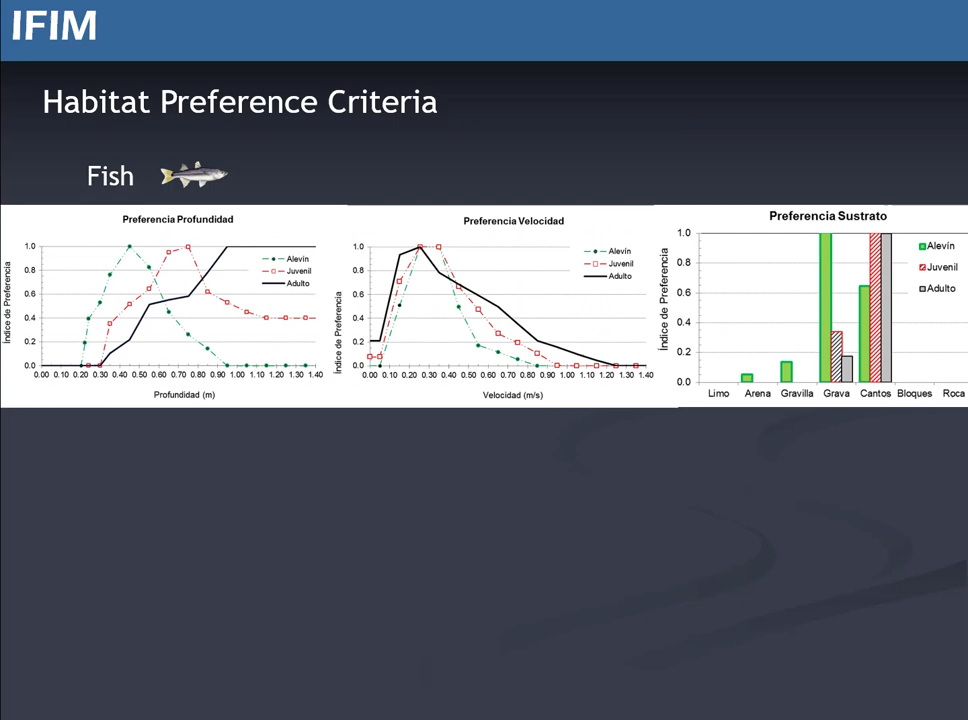 IFIM
Habitat Preference Criteria
Fish
Preferencia Profundidad
Índice de Preferencia
1.0
0.8
0.6
0.4
0.2
0.0
Alevín
Juvenil
Adulto
0.00 0.10 0.20 0.30 0.40 0.50 0.60 0.70 0.80 0.90 1.00 1.10 1.20 1.30 1.40
Profundidad (m)
Preferencia Velocidad
Índice de Preferencia
1.0
0.8
0.6
0.4
0.2
0.0
Alevín
Juvenil
Adulto
0.00 0.10 0.20 0.30 0.40 0.50 0.60 0.70 0.80 0.90 1.00 1.10 1.20 1.30 1.40
Velocidad (m/s)
Preferencia Sustrato
Índice de Preferencia
1.0
0.8
0.6
0.4
0.2
0.0
Alevín
Juvenil
Adulto
Limo Arena Gravilla Grava Cantos Bloques Roca